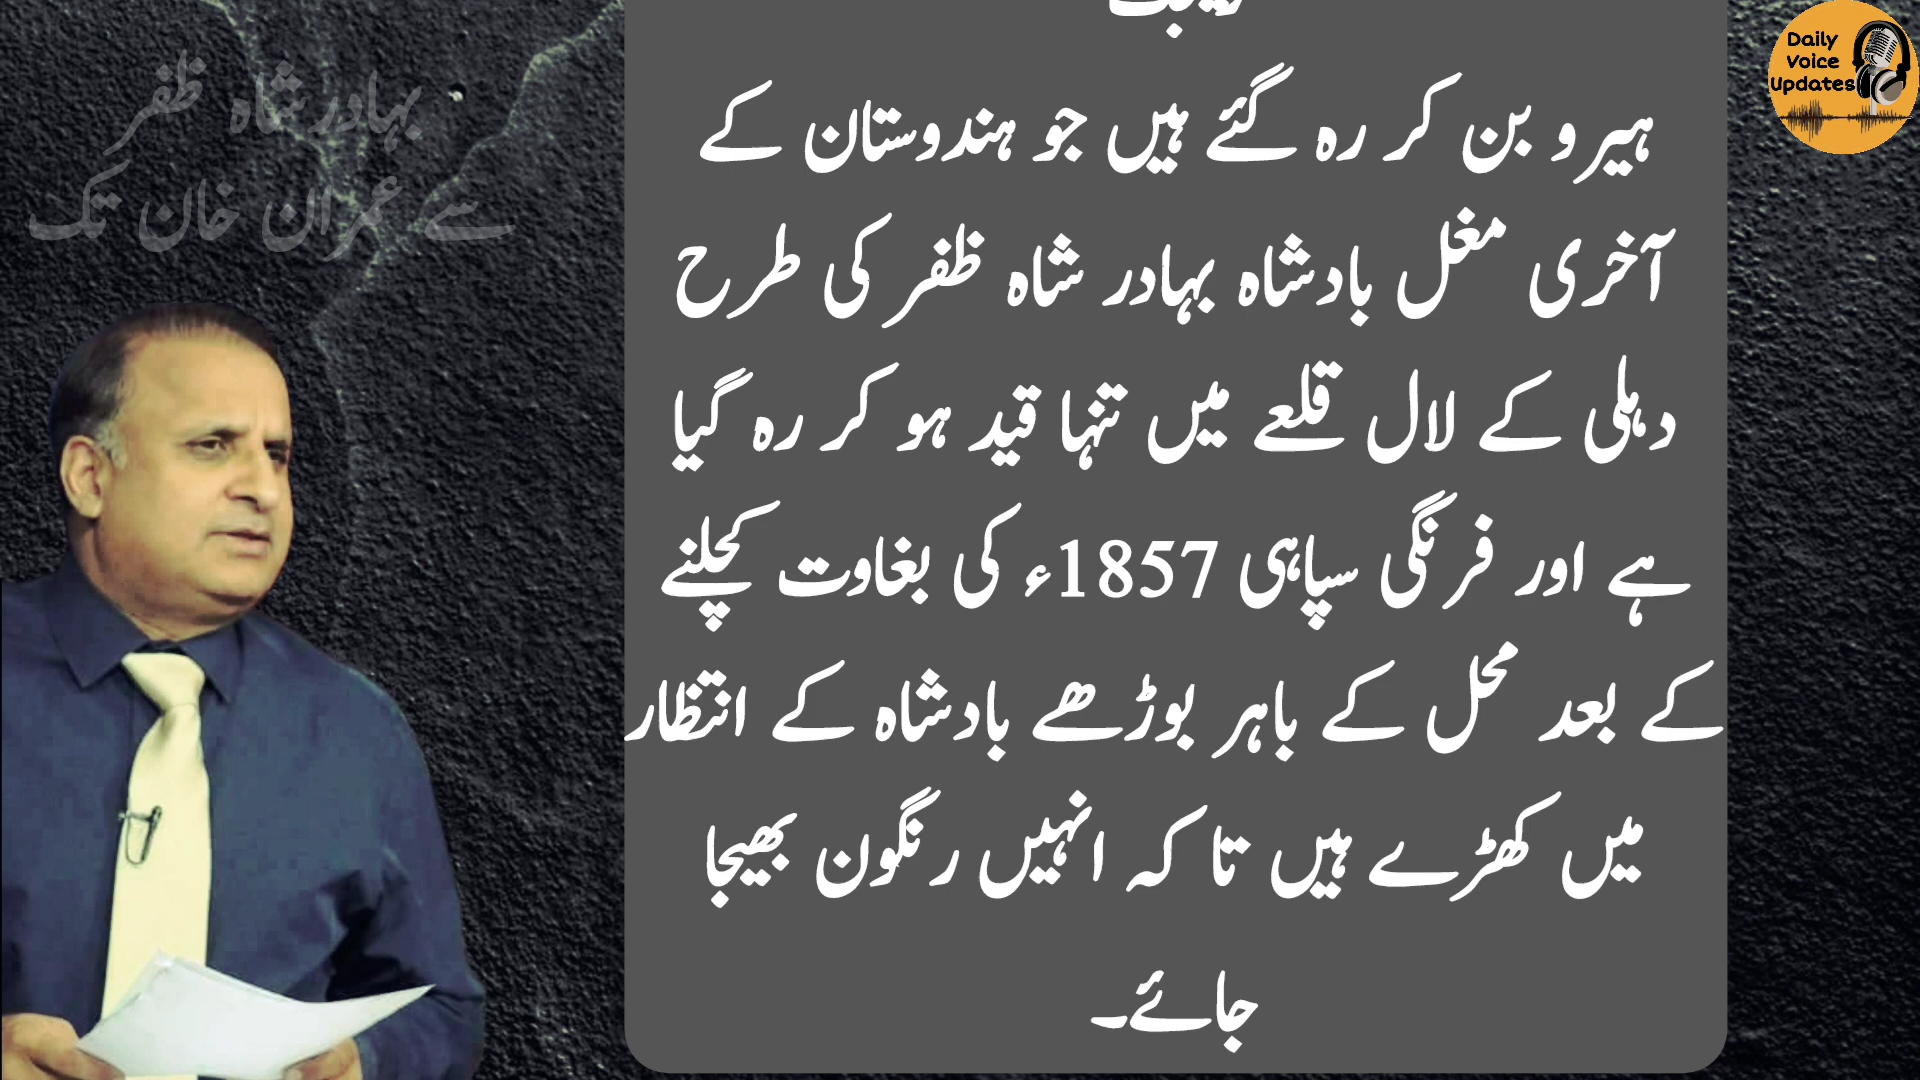 ہیرو بن کر رہ گئے ہیں جو ہندوستان کے
آخری مغل بادشاہ بہادر شاہ ظفر کی طرح
دہلی کے لال قلعے میں تنہا قید ہو کر رہ گیا
ہے اور فرنگی سپاہی 1857ء کی بغاوت کچلنے
کے بعد محل کے باہر بوڑھے بادشاہ کے انتظار
میں کھڑے ہیں تا کہ انہیں رنگون بھیجا
جائے۔
بہادر شاہ ظفر
سے عمران خان تک
Daily
Voice
Updates